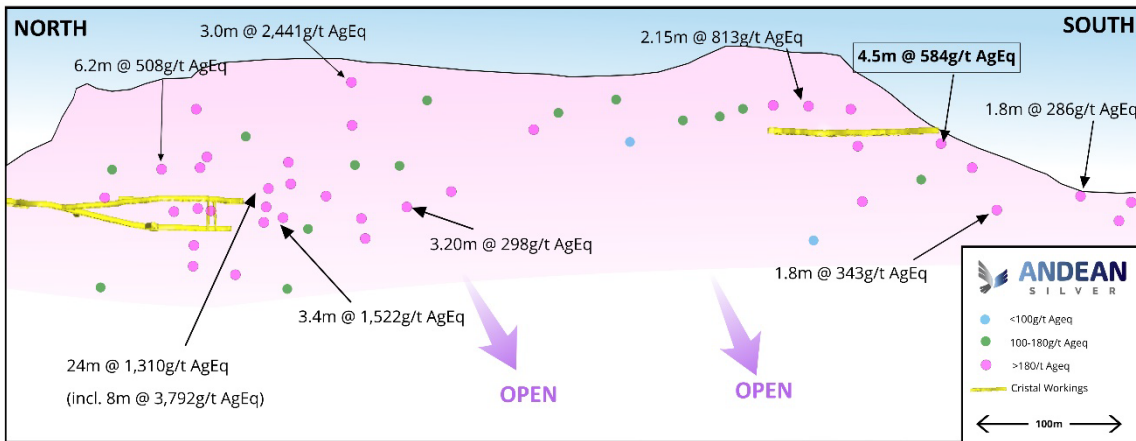 NORTH
SOUTH
3.0m @ 2,441g/t AgEq
2.15m @ 813g/t AgEq
4.5m @ 584g/t AgEq
6.2m @ 508g/t AgEq
1.8m @ 286g/t AgEq
3.20m @ 298g/t AgEq
1.8m @ 343g/t AgEq
3.4m @ 1,522g/t AgEq
24m @ 1,310g/t AgEq
(incl. 8m @ 3,792g/t AgEq)
OPEN
OPEN
ANDEAN
SILVER
<100g/t Ageq
100-180g/t Ageq
>180/t Ageq
Cristal Workings
100m